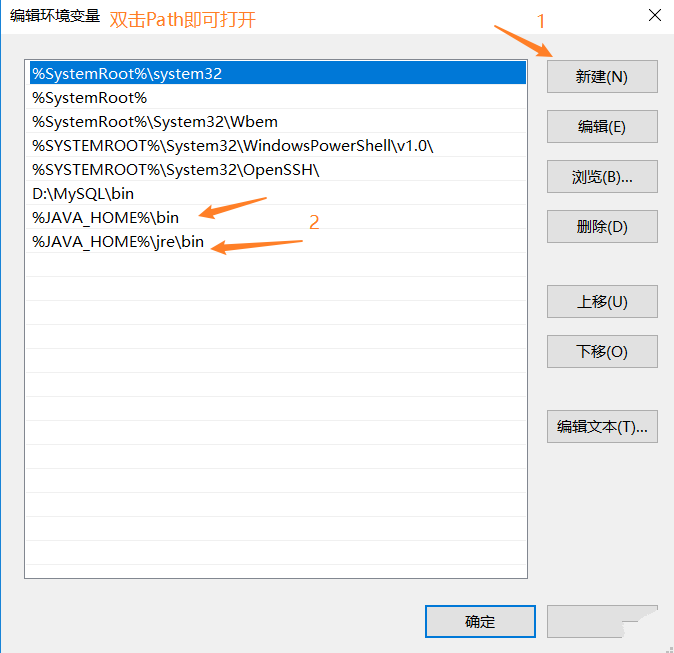 编辑环境变量 双击Path即可打开
1
%SystemRoot%\system32
新建(N)
%SystemRoot%
%SystemRoot%\System32\Wbem
编辑(E)
%SYSTEMROOT%\System32\WindowsPowerShell\v1.0\
%SYSTEMROOT%\System32\OpenSSH\
浏览(B)...
D:\MySQL\bin
%JAVA_HOME%\bin
2
删除(D)
%JAVA_HOME%\jre\bin
上移(U)
下移(O)
编辑文本(T)...
确定